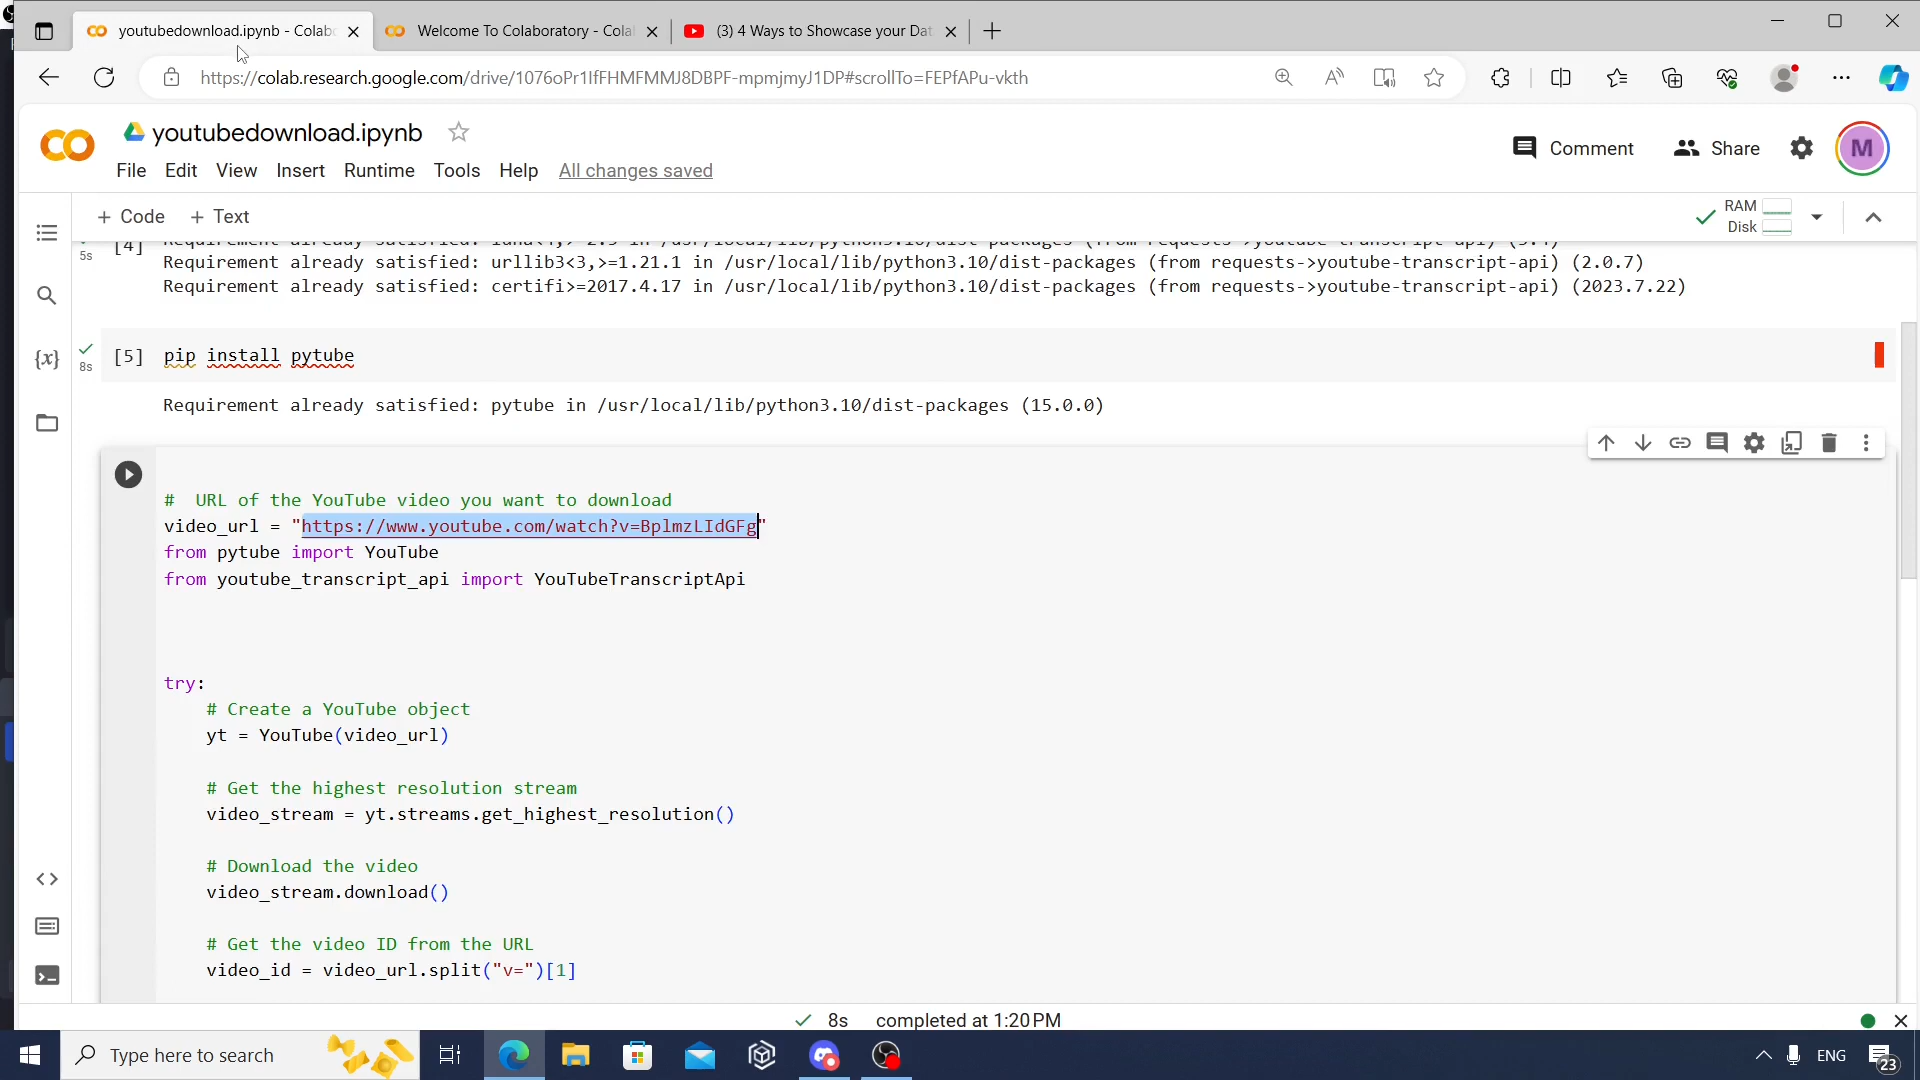 youtubedownload.ipynb - Colab
Welcome To Colaboratory - Cola
(3) 4 Ways to Showcase your Dat
https://colab.research.google.com/drive/1076oPr1IfFHMFMMJ8DBPF-mpmjmyJ1DP#scrollTo=FEPfAPu-vkth
youtubedownload.ipynb
Comment
Share
M
File Edit View Insert Runtime Tools Help All changes saved
+ Code + Text
RAM
Disk
[4]
5s
Requirement already satisfied: urllib3<3,>=1.21.1 in /usr/local/lib/python3.10/dist-packages (from requests->youtube-transcript-api) (2.0.7)
Requirement already satisfied: certifi>=2017.4.17 in /usr/local/lib/python3.10/dist-packages (from requests->youtube-transcript-api) (2023.7.22)
[5] pip install pytube
8s
Requirement already satisfied: pytube in /usr/local/lib/python3.10/dist-packages (15.0.0)
# URL of the YouTube video you want to download
video_url = "https://www.youtube.com/watch?v=BplmzLIdGFg"
from pytube import YouTube
from youtube_transcript_api import YouTubeTranscriptApi
try:
# Create a YouTube object
yt = YouTube(video_url)
# Get the highest resolution stream
video_stream = yt.streams.get_highest_resolution()
# Download the video
video_stream.download()
# Get the video ID from the URL
video_id = video_url.split("v=")[1]
8s completed at 1:20 PM
Type here to search
ENG
23